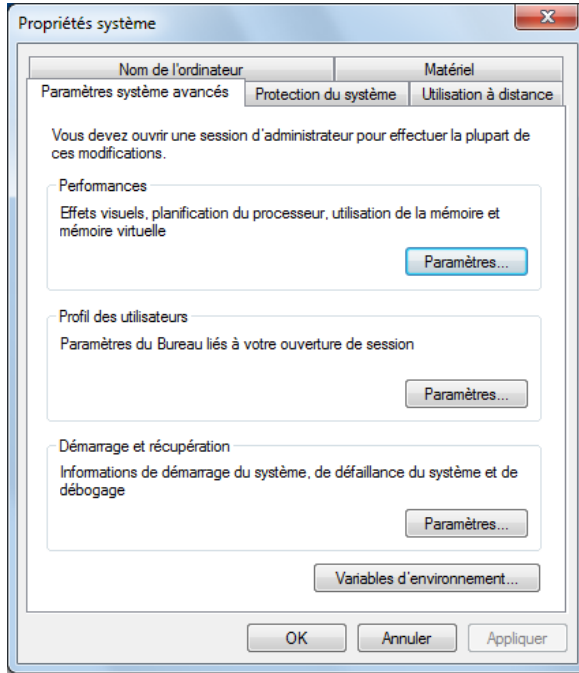 Propriétés système
Nom de l'ordinateur
Matériel
Paramètres système avancés
Protection du système
Utilisation à distance
Vous devez ouvrir une session d'administrateur pour effectuer la plupart de
ces modifications.
Performances
Effets visuels, planification du processeur, utilisation de la mémoire et
mémoire virtuelle
Paramètres...
Profil des utilisateurs
Paramètres du Bureau liés à votre ouverture de session
Paramètres...
Démarrage et récupération
Informations de démarrage du système, de défaillance du système et de
débogage
Paramètres...
Variables d'environnement...
OK
Annuler
Appliquer